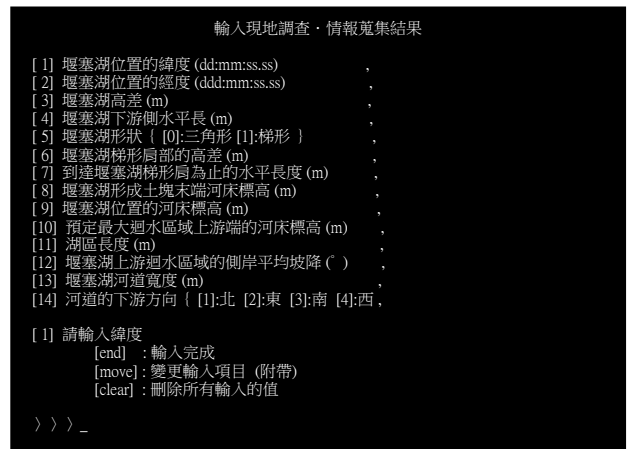 輸入現地調查．情報蒐集結果
[ 1] 堰塞湖位置的緯度 (dd:mm:ss.ss) ,
[ 2] 堰塞湖位置的經度 (ddd:mm:ss.ss) ,
[ 3] 堰塞湖高差 (m) ,
[ 4] 堰塞湖下游側水平長 (m) ,
[ 5] 堰塞湖形狀 { [0]:三角形 [1]:梯形 } ,
[ 6] 堰塞湖梯形肩部的高差 (m) ,
[ 7] 到達堰塞湖梯形肩為止的水平長度 (m) ,
[ 8] 堰塞湖形成土塊末端河床標高 (m) ,
[ 9] 堰塞湖位置的河床標高 (m) ,
[10] 預定最大迴水區域上游端的河床標高 (m) ,
[11] 湖區長度 (m) ,
[12] 堰塞湖上游迴水區域的側岸平均坡降 (°) ,
[13] 堰塞湖河道寬度 (m) ,
[14] 河道的下游方向 { [1]:北 [2]:東 [3]:南 [4]:西 ,
[ 1] 請輸入緯度
[end] : 輸入完成
[move] : 變更輸入項目 (附帶)
[clear] : 刪除所有輸入的值
〉〉〉_